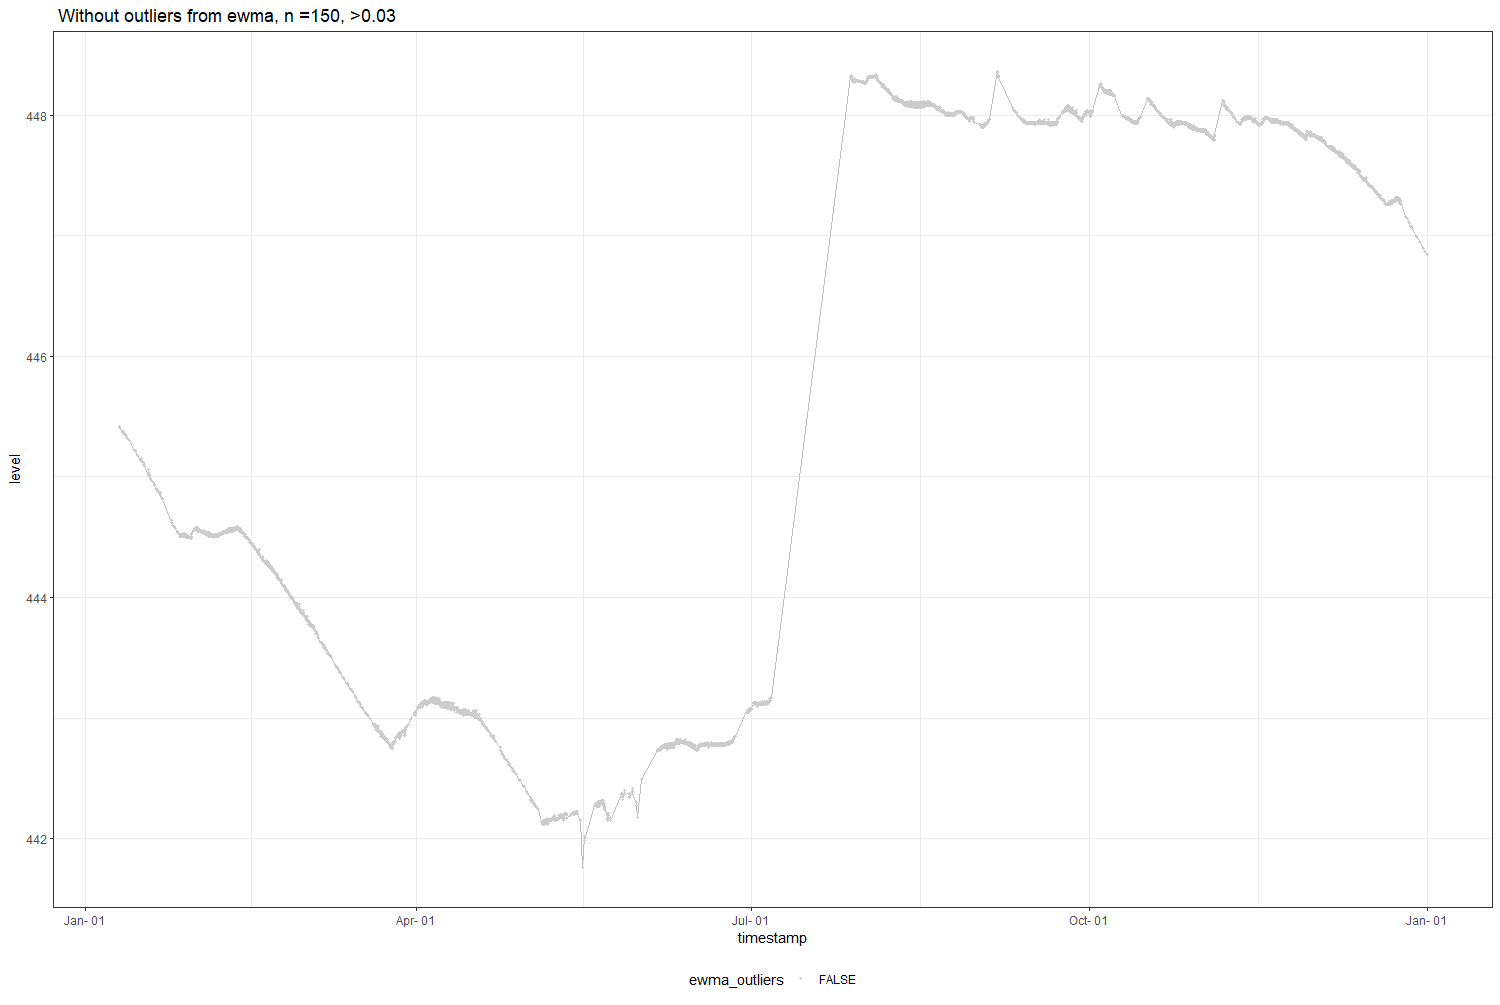 Without outliers from ewma, n =150, >0.03
448
446
444
442
level
Jan- 01 Apr- 01 Jul- 01 Oct- 01 Jan- 01
timestamp
ewma_outliers FALSE